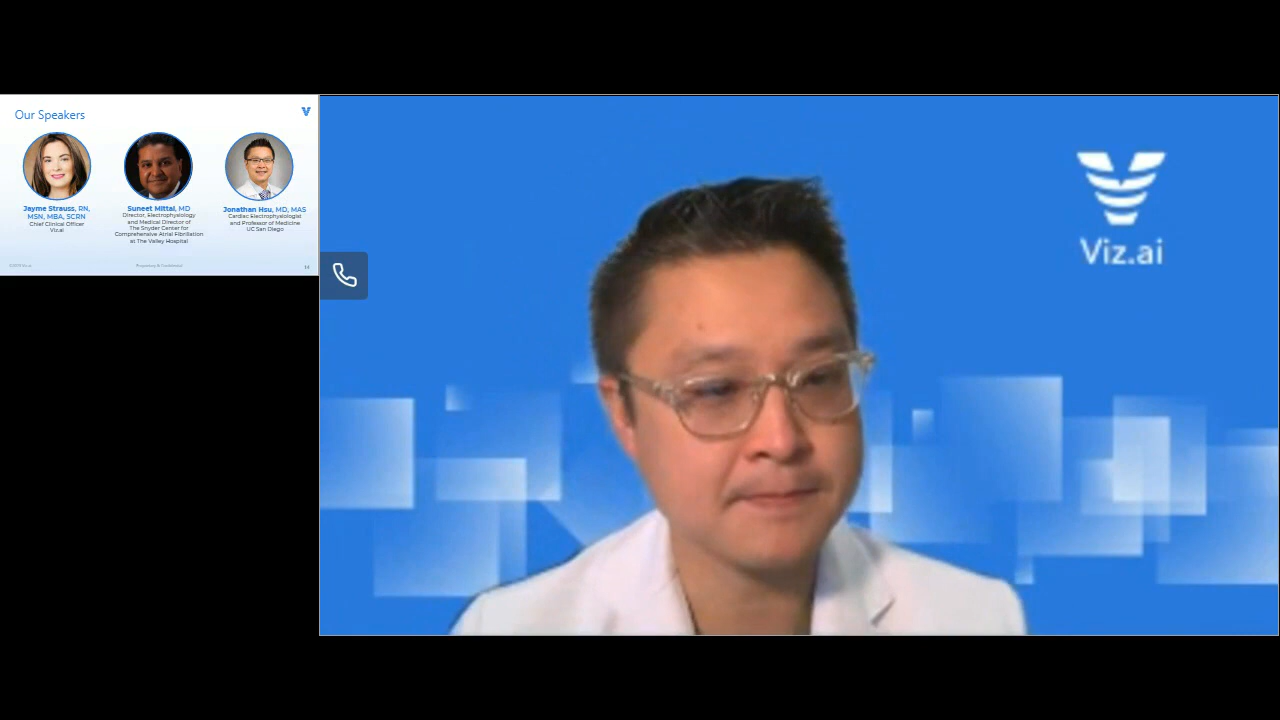 Our Speakers
Jayme Strauss, RN,
MSN, MBA, SCRN
Chief Clinical Officer
Viz.ai
Suneet Mittal, MD
Director, Electrophysiology
and Medical Director of
The Snyder Center for
Comprehensive Atrial Fibrillation
at The Valley Hospital
Jonathan Hsu, MD, MAS
Cardiac Electrophysiologist
and Professor of Medicine
UC San Diego
Proprietary & Confidential
Viz.ai